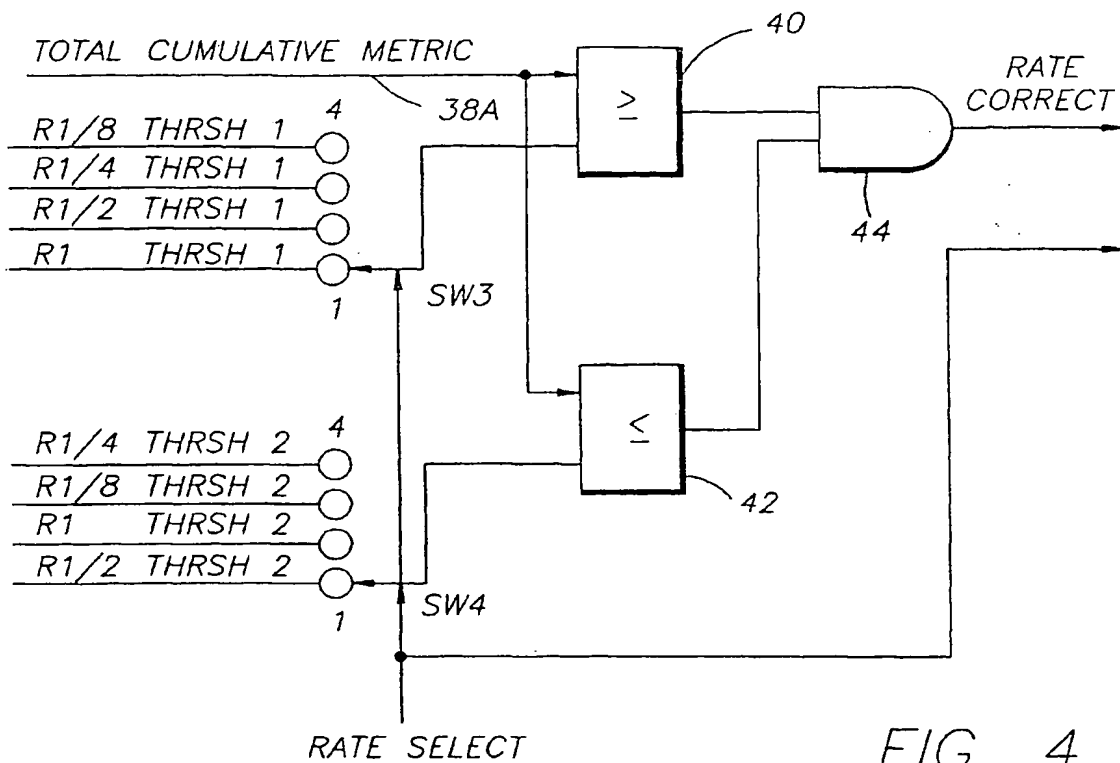 TOTAL CUMULATIVE METRIC
38A
40
≥
RATE
CORRECT
44
4
R1/8 THRSH 1
R1/4 THRSH 1
R1/2 THRSH 1
R1 THRSH 1
1
SW3
4
R1/4 THRSH 2
R1/8 THRSH 2
R1 THRSH 2
R1/2 THRSH 2
1
SW4
≤
42
RATE SELECT
FIG 4